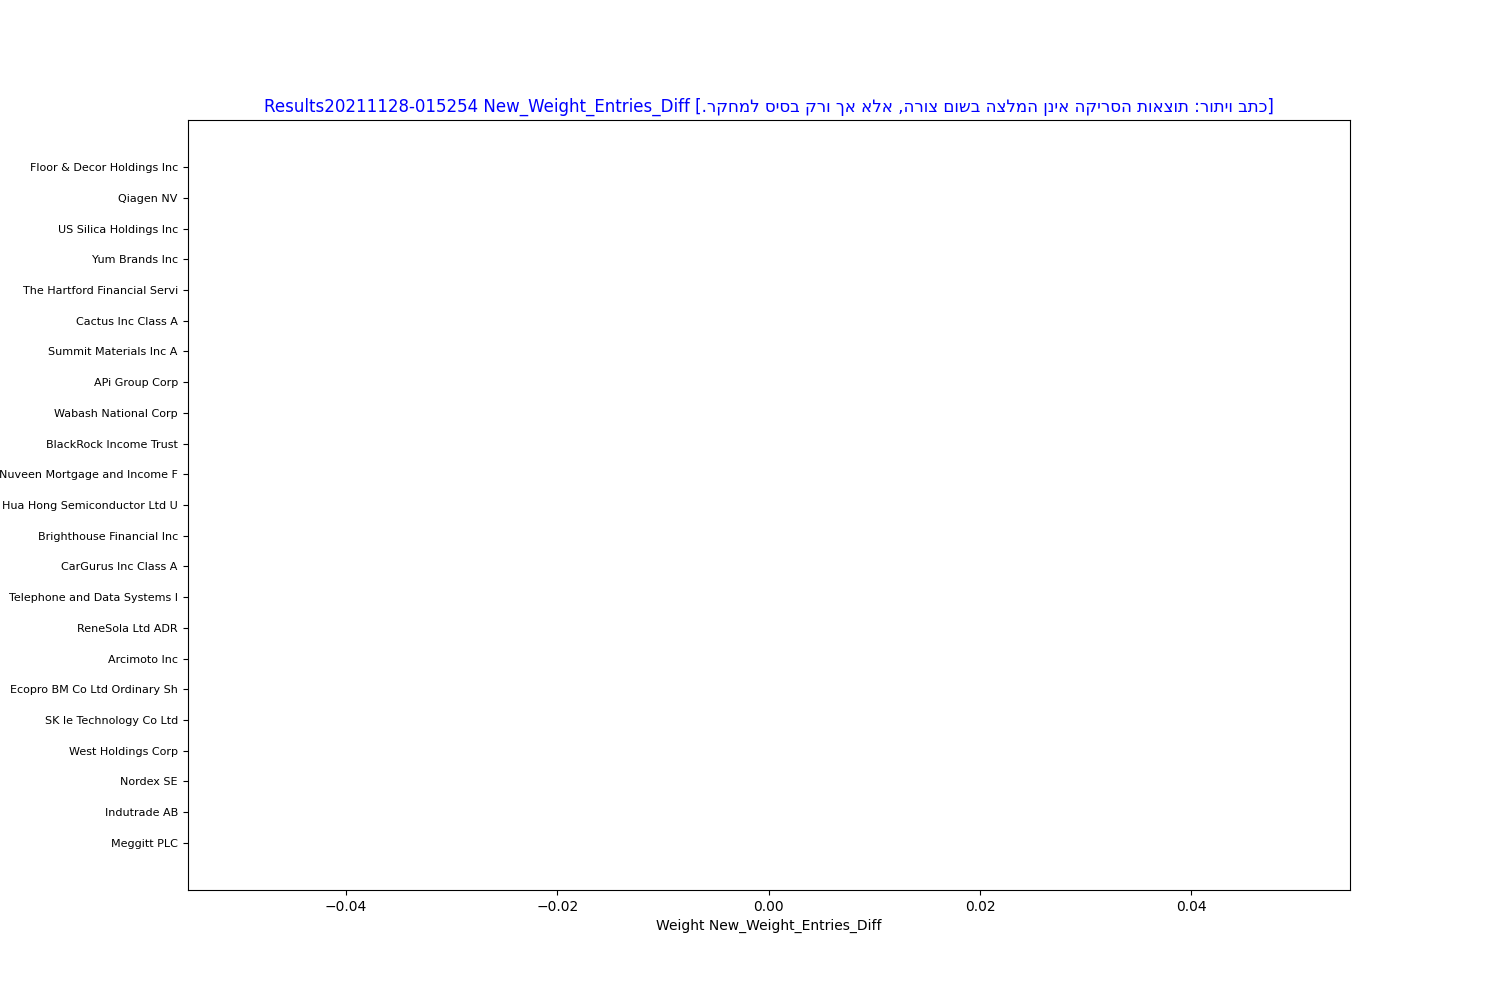 Results20211128-015254 New_Weight_Entries_Diff [.כתב ויתור: תוצאות הסריקה אינן המלצה בשום צורה, אלא אך ורק בסיס למחקר]
Floor & Decor Holdings Inc
Qiagen NV
US Silica Holdings Inc
Yum Brands Inc
The Hartford Financial Servi
Cactus Inc Class A
Summit Materials Inc A
APi Group Corp
Wabash National Corp
BlackRock Income Trust
Nuveen Mortgage and Income F
Hua Hong Semiconductor Ltd U
Brighthouse Financial Inc
CarGurus Inc Class A
Telephone and Data Systems I
ReneSola Ltd ADR
Arcimoto Inc
Ecopro BM Co Ltd Ordinary Sh
SK Ie Technology Co Ltd
West Holdings Corp
Nordex SE
Indutrade AB
Meggitt PLC
−0.04 −0.02 0.00 0.02 0.04
Weight New_Weight_Entries_Diff